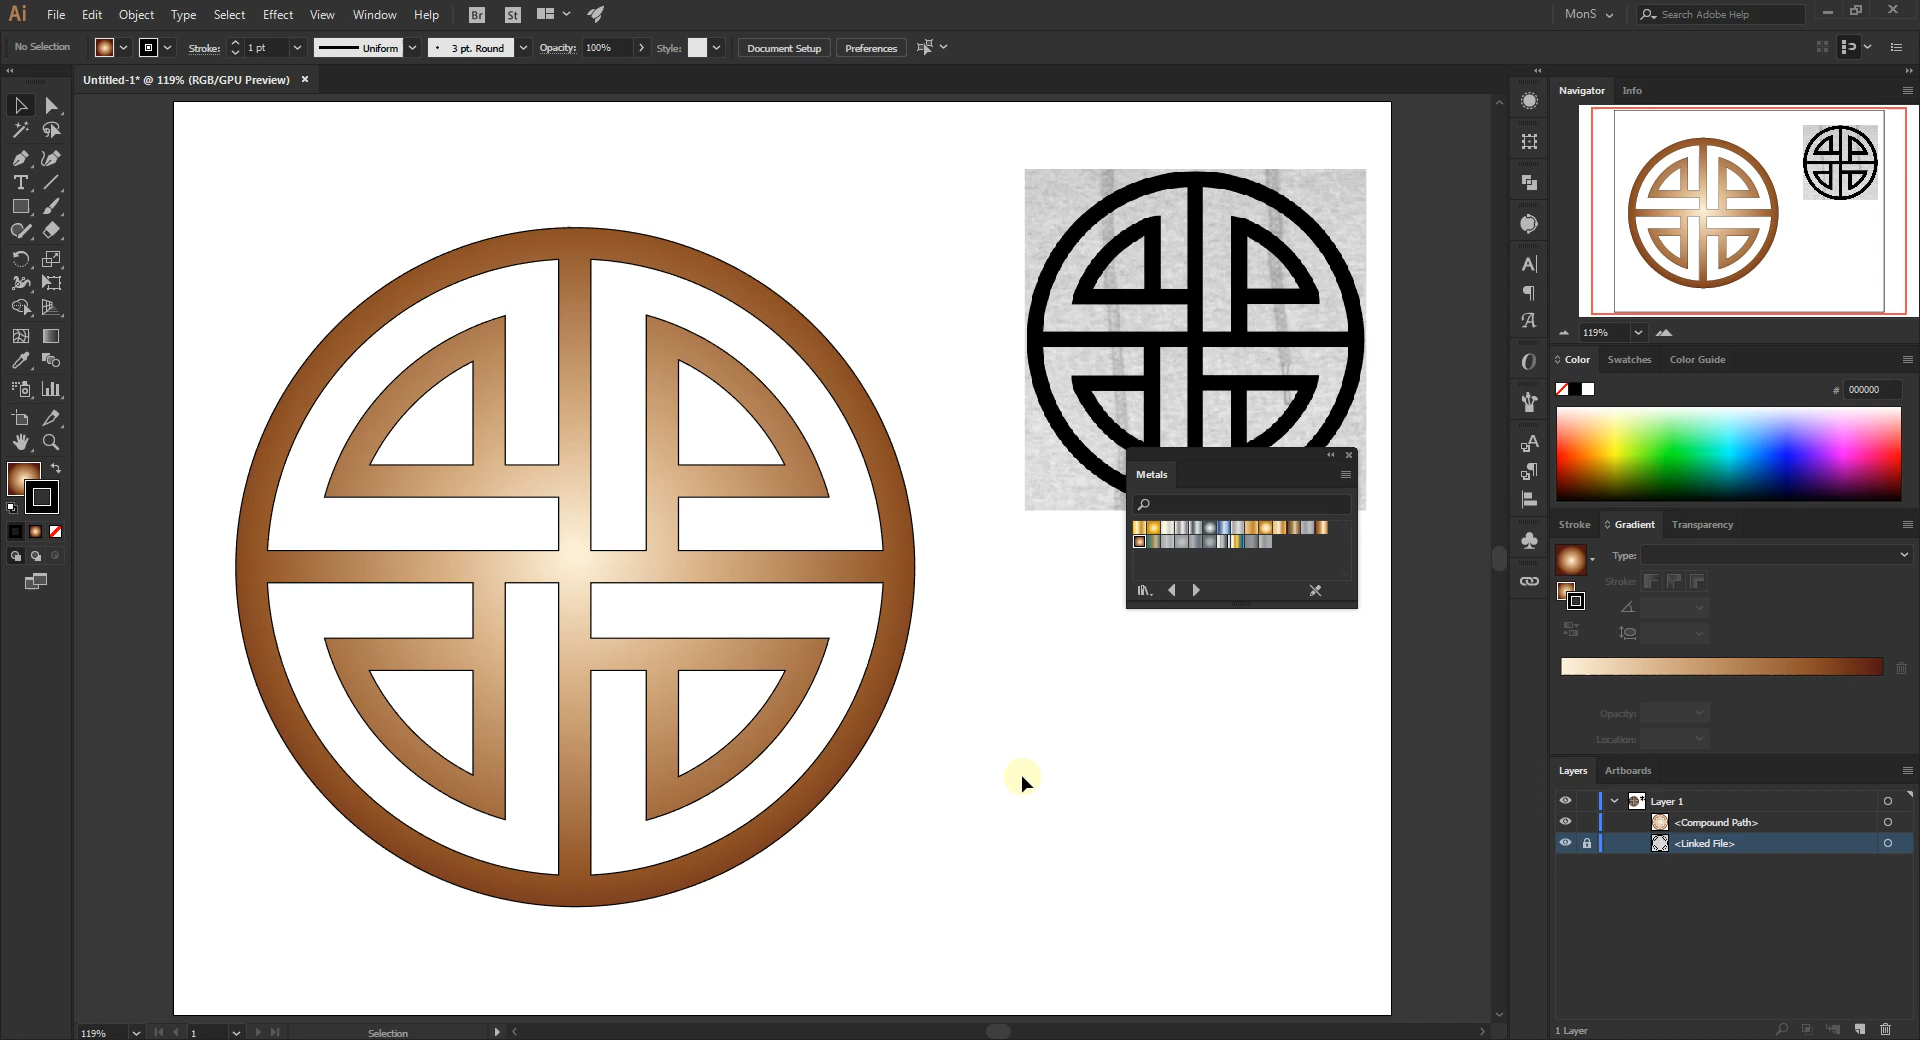 Ai File Edit Object Type Select Effect View Window Help Br St MonS Search Adobe Help
No Selection Stroke: 1 pt Uniform 3 pt. Round Opacity: 100% Style: Document Setup Preferences
Untitled-1* @ 119% (RGB/GPU Preview)
Navigator Info
119%
Color Swatches Color Guide
# 000000
Metals
Stroke Gradient Transparency
Type:
Stroke:
Opacity:
Location:
Layers Artboards
Layer 1
<Compound Path>
<Linked File>
1 Layer
119% 1 Selection